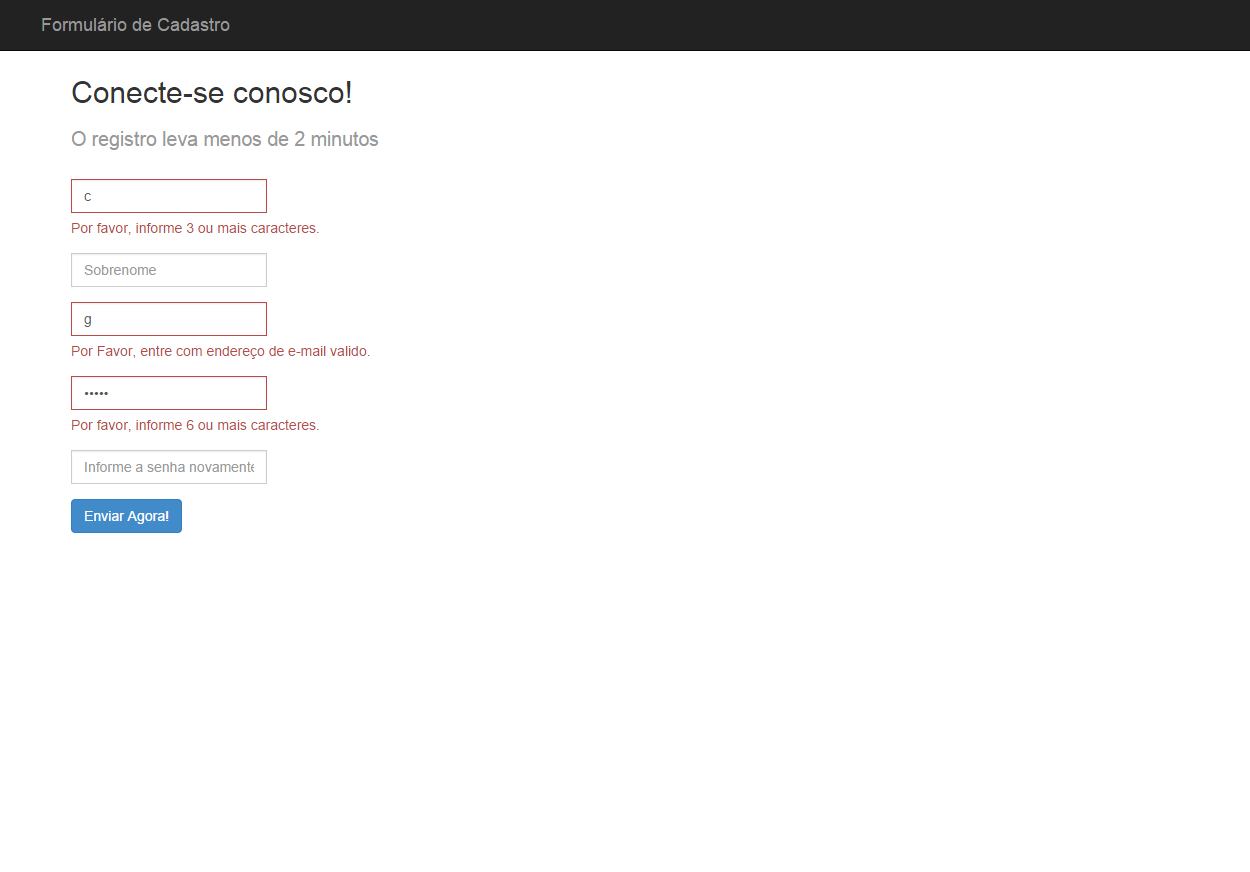 Formulário de Cadastro
Conecte-se conosco!
O registro leva menos de 2 minutos
c
Por favor, informe 3 ou mais caracteres.
Sobrenome
g
Por Favor, entre com endereço de e-mail valido.
•••••
Por favor, informe 6 ou mais caracteres.
Informe a senha novamente
Enviar Agora!